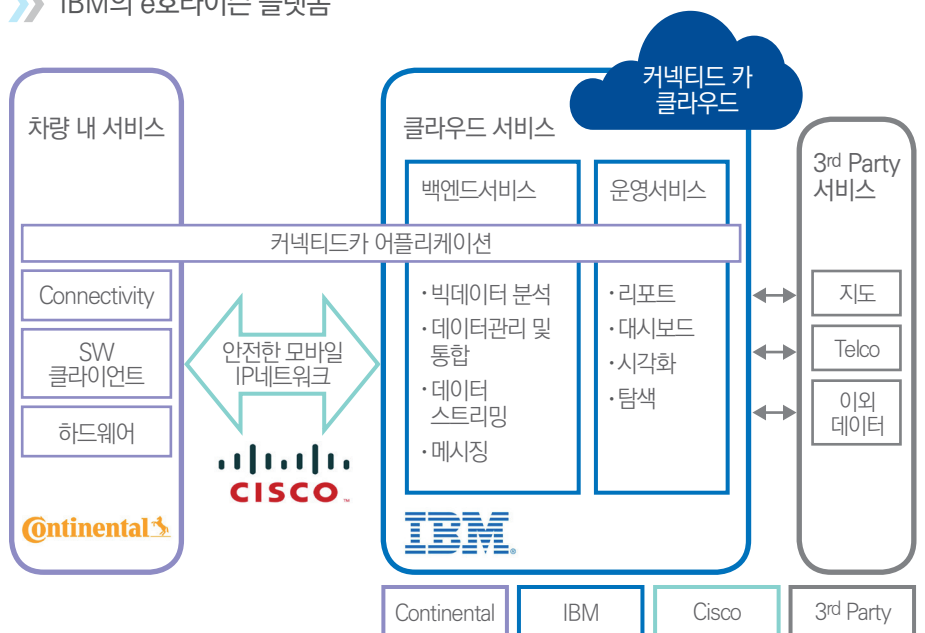 IBM의 e호라이즌 플랫폼
커넥티드 카
클라우드
차량 내 서비스
클라우드 서비스
3rd Party
서비스
백엔드서비스
운영서비스
커넥티드카 어플리케이션
Connectivity
SW
클라이언트
하드웨어
안전한 모바일
IP네트워크
·빅데이터 분석
·데이터관리 및
통합
·데이터
스트리밍
·메시징
·리포트
·대시보드
·시각화
·탐색
지도
Telco
이외
데이터
CISCO™
Continental
IBM®
Continental
IBM
Cisco
3rd Party